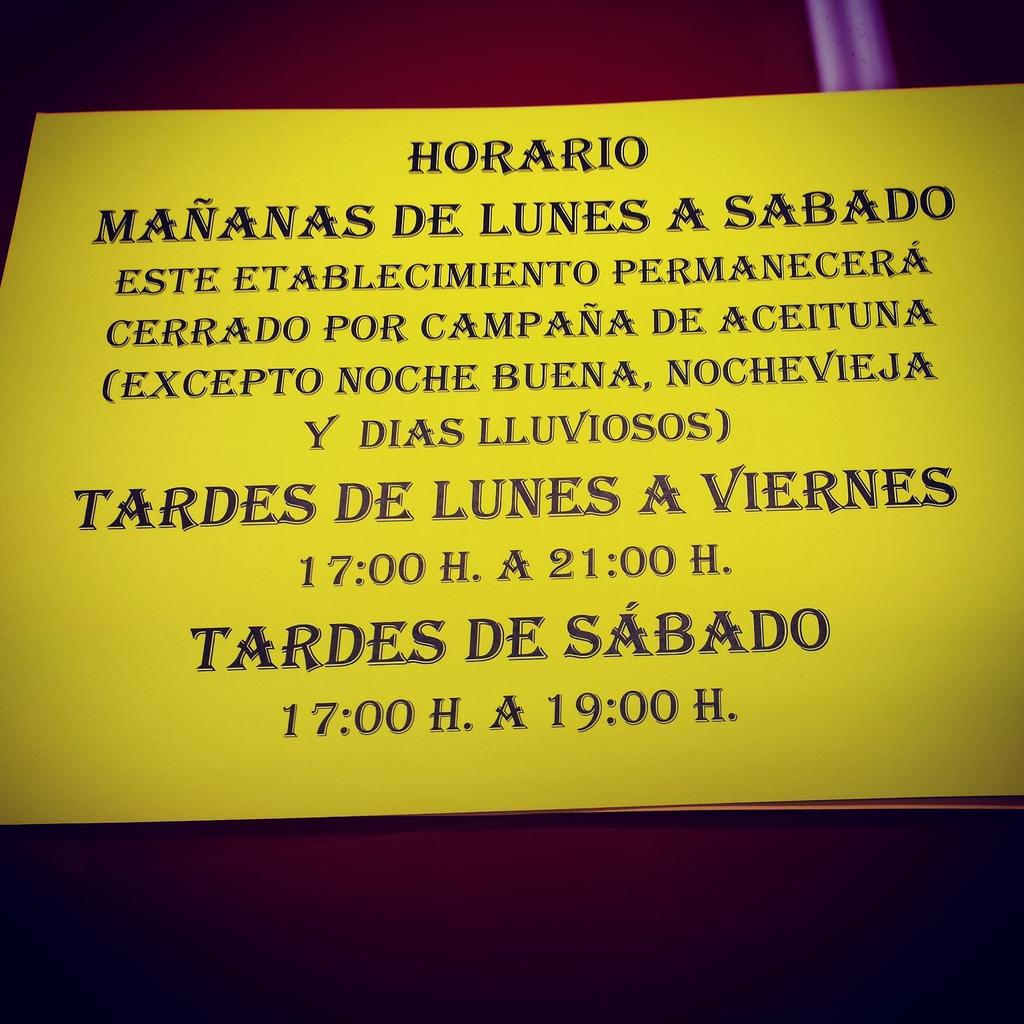 HORARIO
MAÑANAS DE LUNES A SABADO
ESTE ETABLECIMIENTO PERMANECERÁ
CERRADO POR CAMPAÑA DE ACEITUNA
(EXCEPTO NOCHE BUENA, NOCHEVIEJA
Y DIAS LLUVIOSOS)
TARDES DE LUNES A VIERNES
17:00 H. A 21:00 H.
TARDES DE SÁBADO
17:00 H. A 19:00 H.